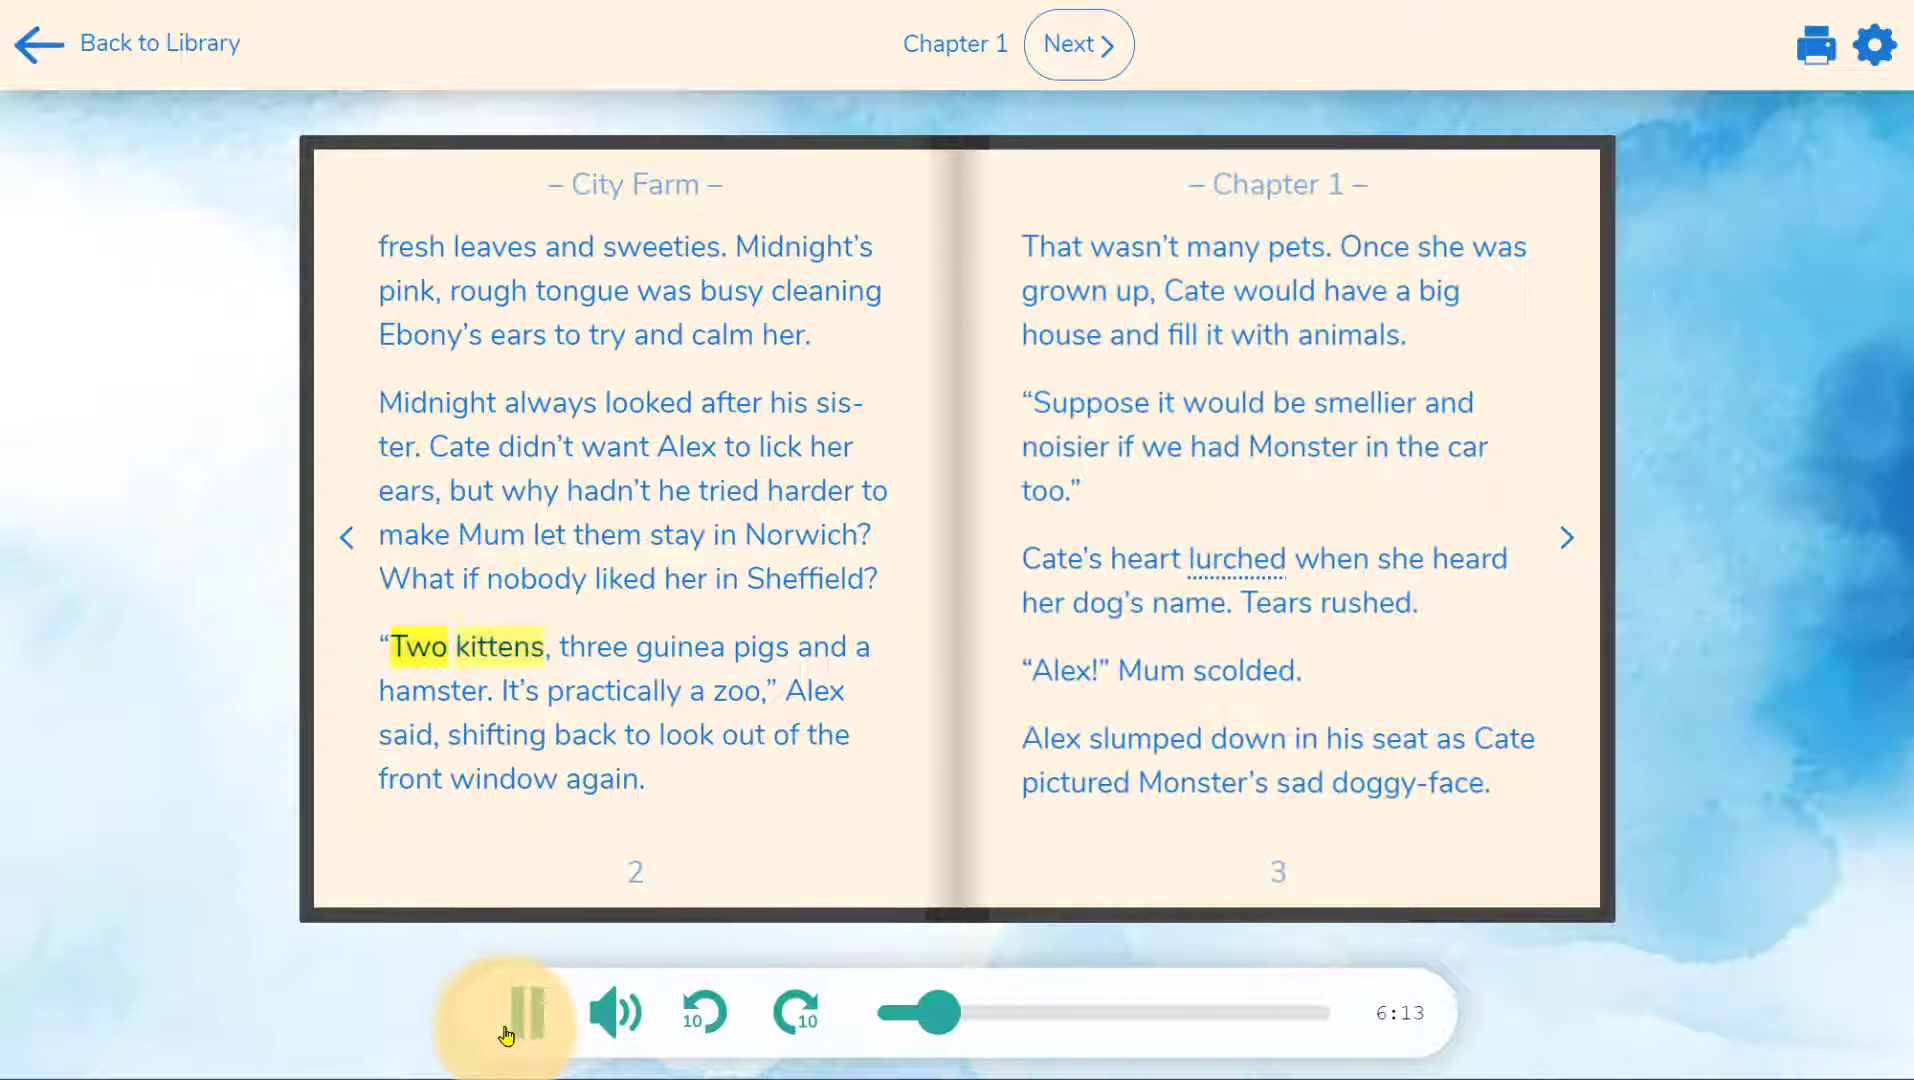 Back to Library
Chapter 1
Next
– City Farm –
fresh leaves and sweeties. Midnight’s
pink, rough tongue was busy cleaning
Ebony’s ears to try and calm her.
Midnight always looked after his sis-
ter. Cate didn’t want Alex to lick her
ears, but why hadn’t he tried harder to
make Mum let them stay in Norwich?
What if nobody liked her in Sheffield?
“Two kittens, three guinea pigs and a
hamster. It’s practically a zoo,” Alex
said, shifting back to look out of the
front window again.
2
– Chapter 1 –
That wasn’t many pets. Once she was
grown up, Cate would have a big
house and fill it with animals.
“Suppose it would be smellier and
noisier if we had Monster in the car
too.”
Cate’s heart lurched when she heard
her dog’s name. Tears rushed.
“Alex!” Mum scolded.
Alex slumped down in his seat as Cate
pictured Monster’s sad doggy-face.
3
10
10
6:13